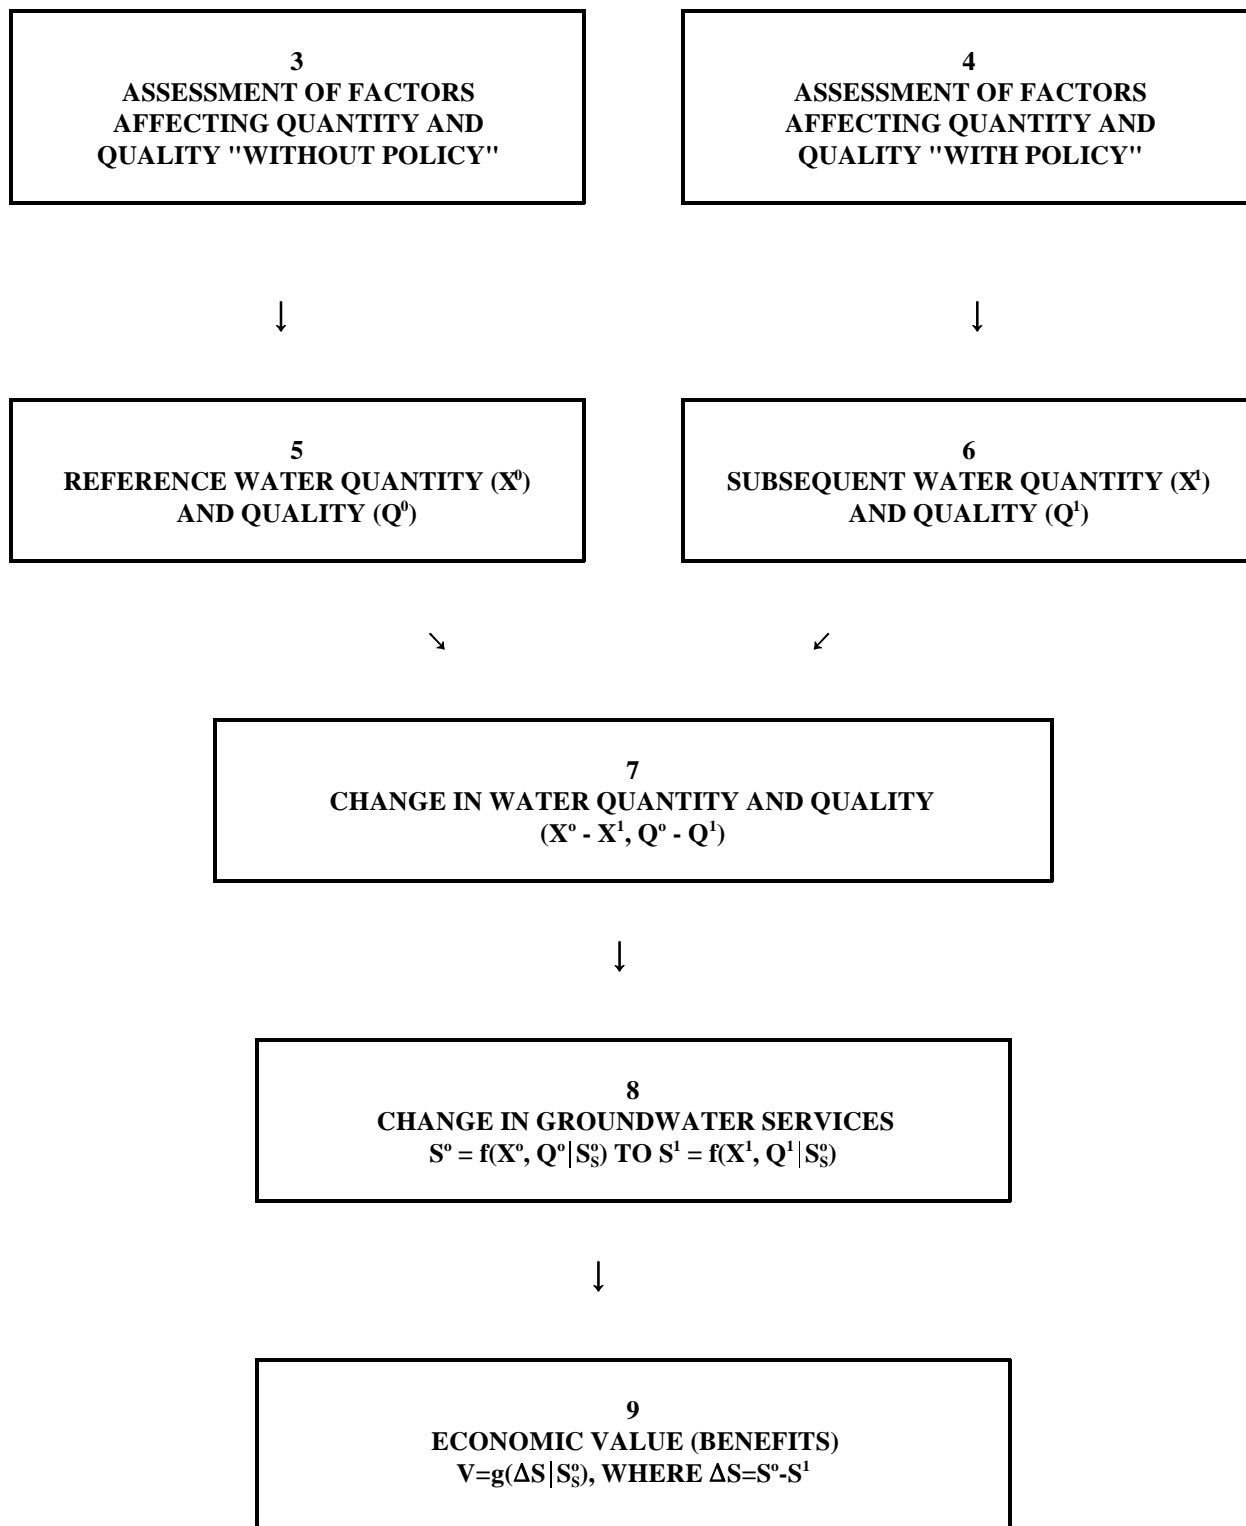 3
ASSESSMENT OF FACTORS
AFFECTING QUANTITY AND
QUALITY "WITHOUT POLICY"
4
ASSESSMENT OF FACTORS
AFFECTING QUANTITY AND
QUALITY "WITH POLICY"
↓
↓
5
REFERENCE WATER QUANTITY (X⁰)
AND QUALITY (Q⁰)
6
SUBSEQUENT WATER QUANTITY (X¹)
AND QUALITY (Q¹)
↘
↙
7
CHANGE IN WATER QUANTITY AND QUALITY
(Xº - X¹, Qº - Q¹)
↓
8
CHANGE IN GROUNDWATER SERVICES
Sº = f(Xº, Qº|Sºₛ) TO S¹ = f(X¹, Q¹|Sºₛ)
↓
9
ECONOMIC VALUE (BENEFITS)
V=g(ΔS|Sºₛ), WHERE ΔS=Sº-S¹